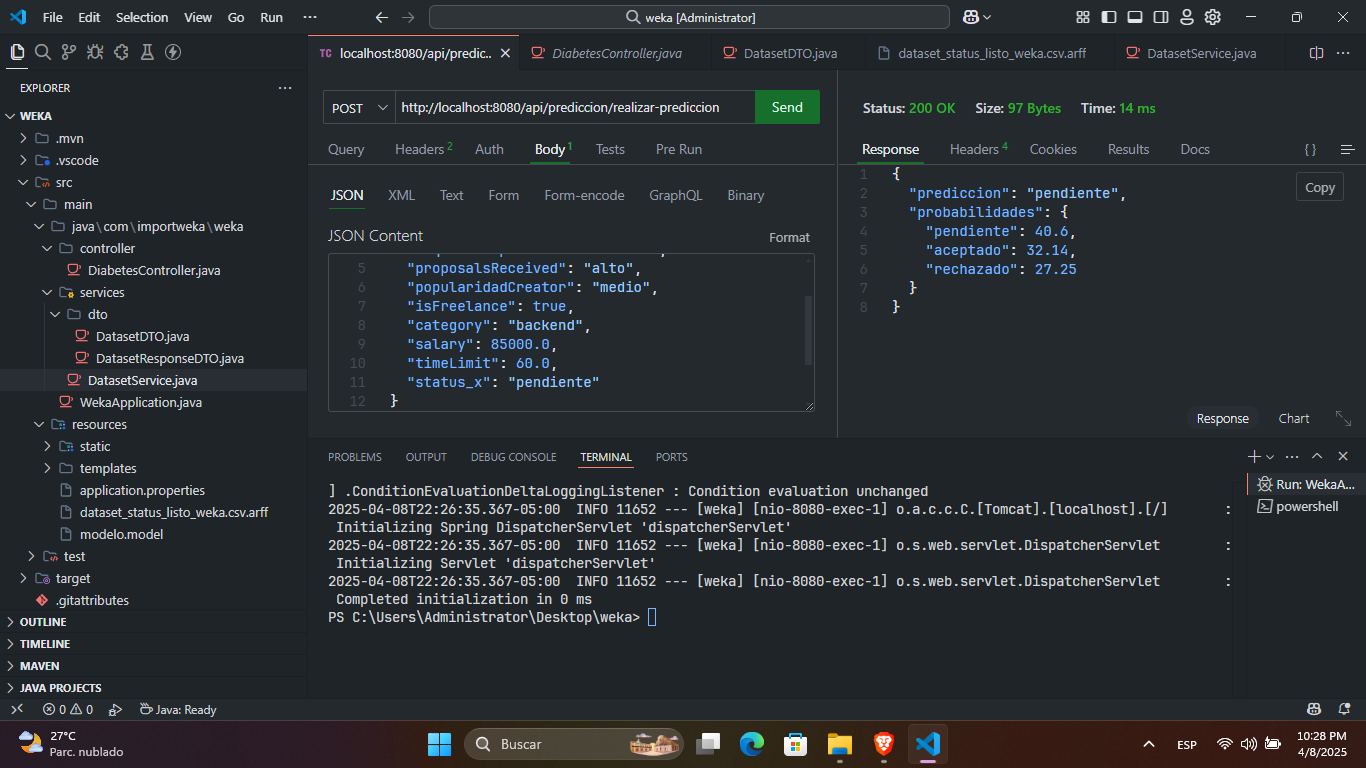 File Edit Selection View Go Run ··· weka [Administrator]
EXPLORER ···
WEKA
.mvn
.vscode
src
main
java\com\importweka\weka
controller
DiabetesController.java
services
dto
DatasetDTO.java
DatasetResponseDTO.java
DatasetService.java
WekaApplication.java
resources
static
templates
application.properties
dataset_status_listo_weka.csv.arff
modelo.model
test
target
.gitattributes
OUTLINE
TIMELINE
MAVEN
JAVA PROJECTS
TC localhost:8080/api/predic... DiabetesController.java DatasetDTO.java dataset_status_listo_weka.csv.arff DatasetService.java ···
POST http://localhost:8080/api/prediccion/realizar-prediccion Send
Query Headers 2 Auth Body 1 Tests Pre Run
JSON XML Text Form Form-encode GraphQL Binary
JSON Content Format
5 "proposalsReceived": "alto",
6 "popularidadCreator": "medio",
7 "isFreelance": true,
8 "category": "backend",
9 "salary": 85000.0,
10 "timeLimit": 60.0,
11 "status_x": "pendiente"
12 }
Status: 200 OK Size: 97 Bytes Time: 14 ms
Response Headers 4 Cookies Results Docs {}
1 {
Copy
2 "prediccion": "pendiente",
3 "probabilidades": {
4 "pendiente": 40.6,
5 "aceptado": 32.14,
6 "rechazado": 27.25
7 }
8 }
Response Chart
PROBLEMS OUTPUT DEBUG CONSOLE TERMINAL PORTS ···
] .ConditionEvaluationDeltaLoggingListener : Condition evaluation unchanged
2025-04-08T22:26:35.367-05:00 INFO 11652 --- [weka] [nio-8080-exec-1] o.a.c.c.C.[Tomcat].[localhost].[/] :
Initializing Spring DispatcherServlet 'dispatcherServlet'
2025-04-08T22:26:35.367-05:00 INFO 11652 --- [weka] [nio-8080-exec-1] o.s.web.servlet.DispatcherServlet :
Initializing Servlet 'dispatcherServlet'
2025-04-08T22:26:35.367-05:00 INFO 11652 --- [weka] [nio-8080-exec-1] o.s.web.servlet.DispatcherServlet :
Completed initialization in 0 ms
PS C:\Users\Administrator\Desktop\weka>
Run: WekaA...
powershell
0 0 Java: Ready
27°C
Parc. nublado
Buscar
ESP
10:28 PM
4/8/2025